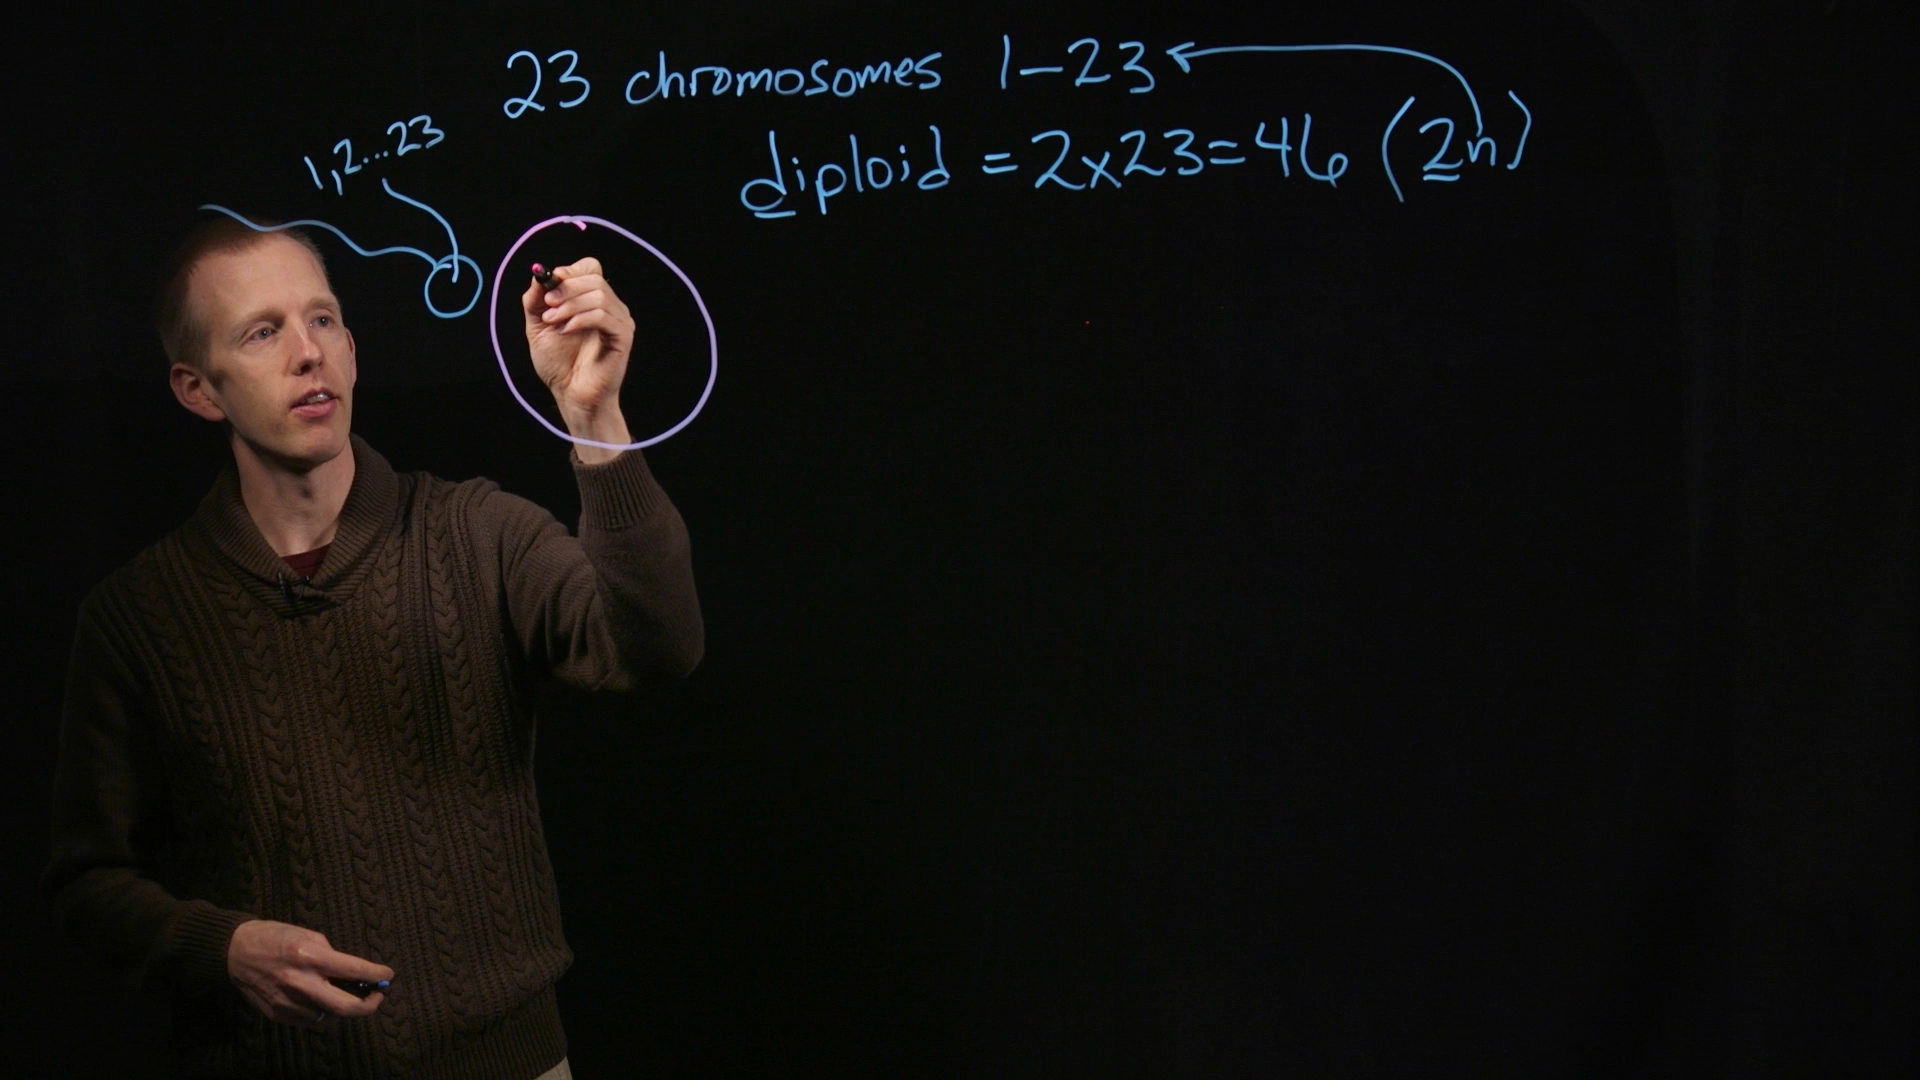 23 chromosomes 1-23
diploid = 2x23=46 (2n)
1,2...23